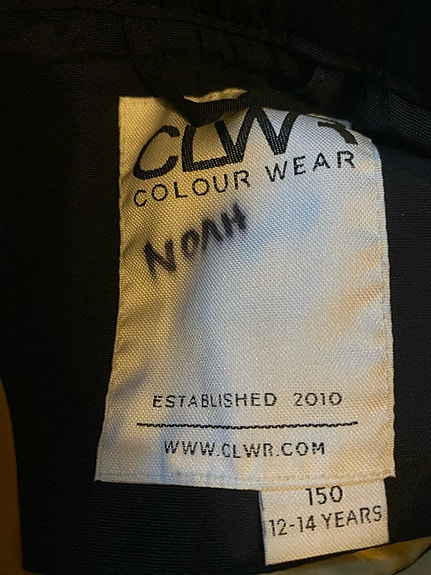 CLWR
COLOUR WEAR
NOAH
ESTABLISHED 2010
WWW.CLWR.COM
150
12-14 YEARS